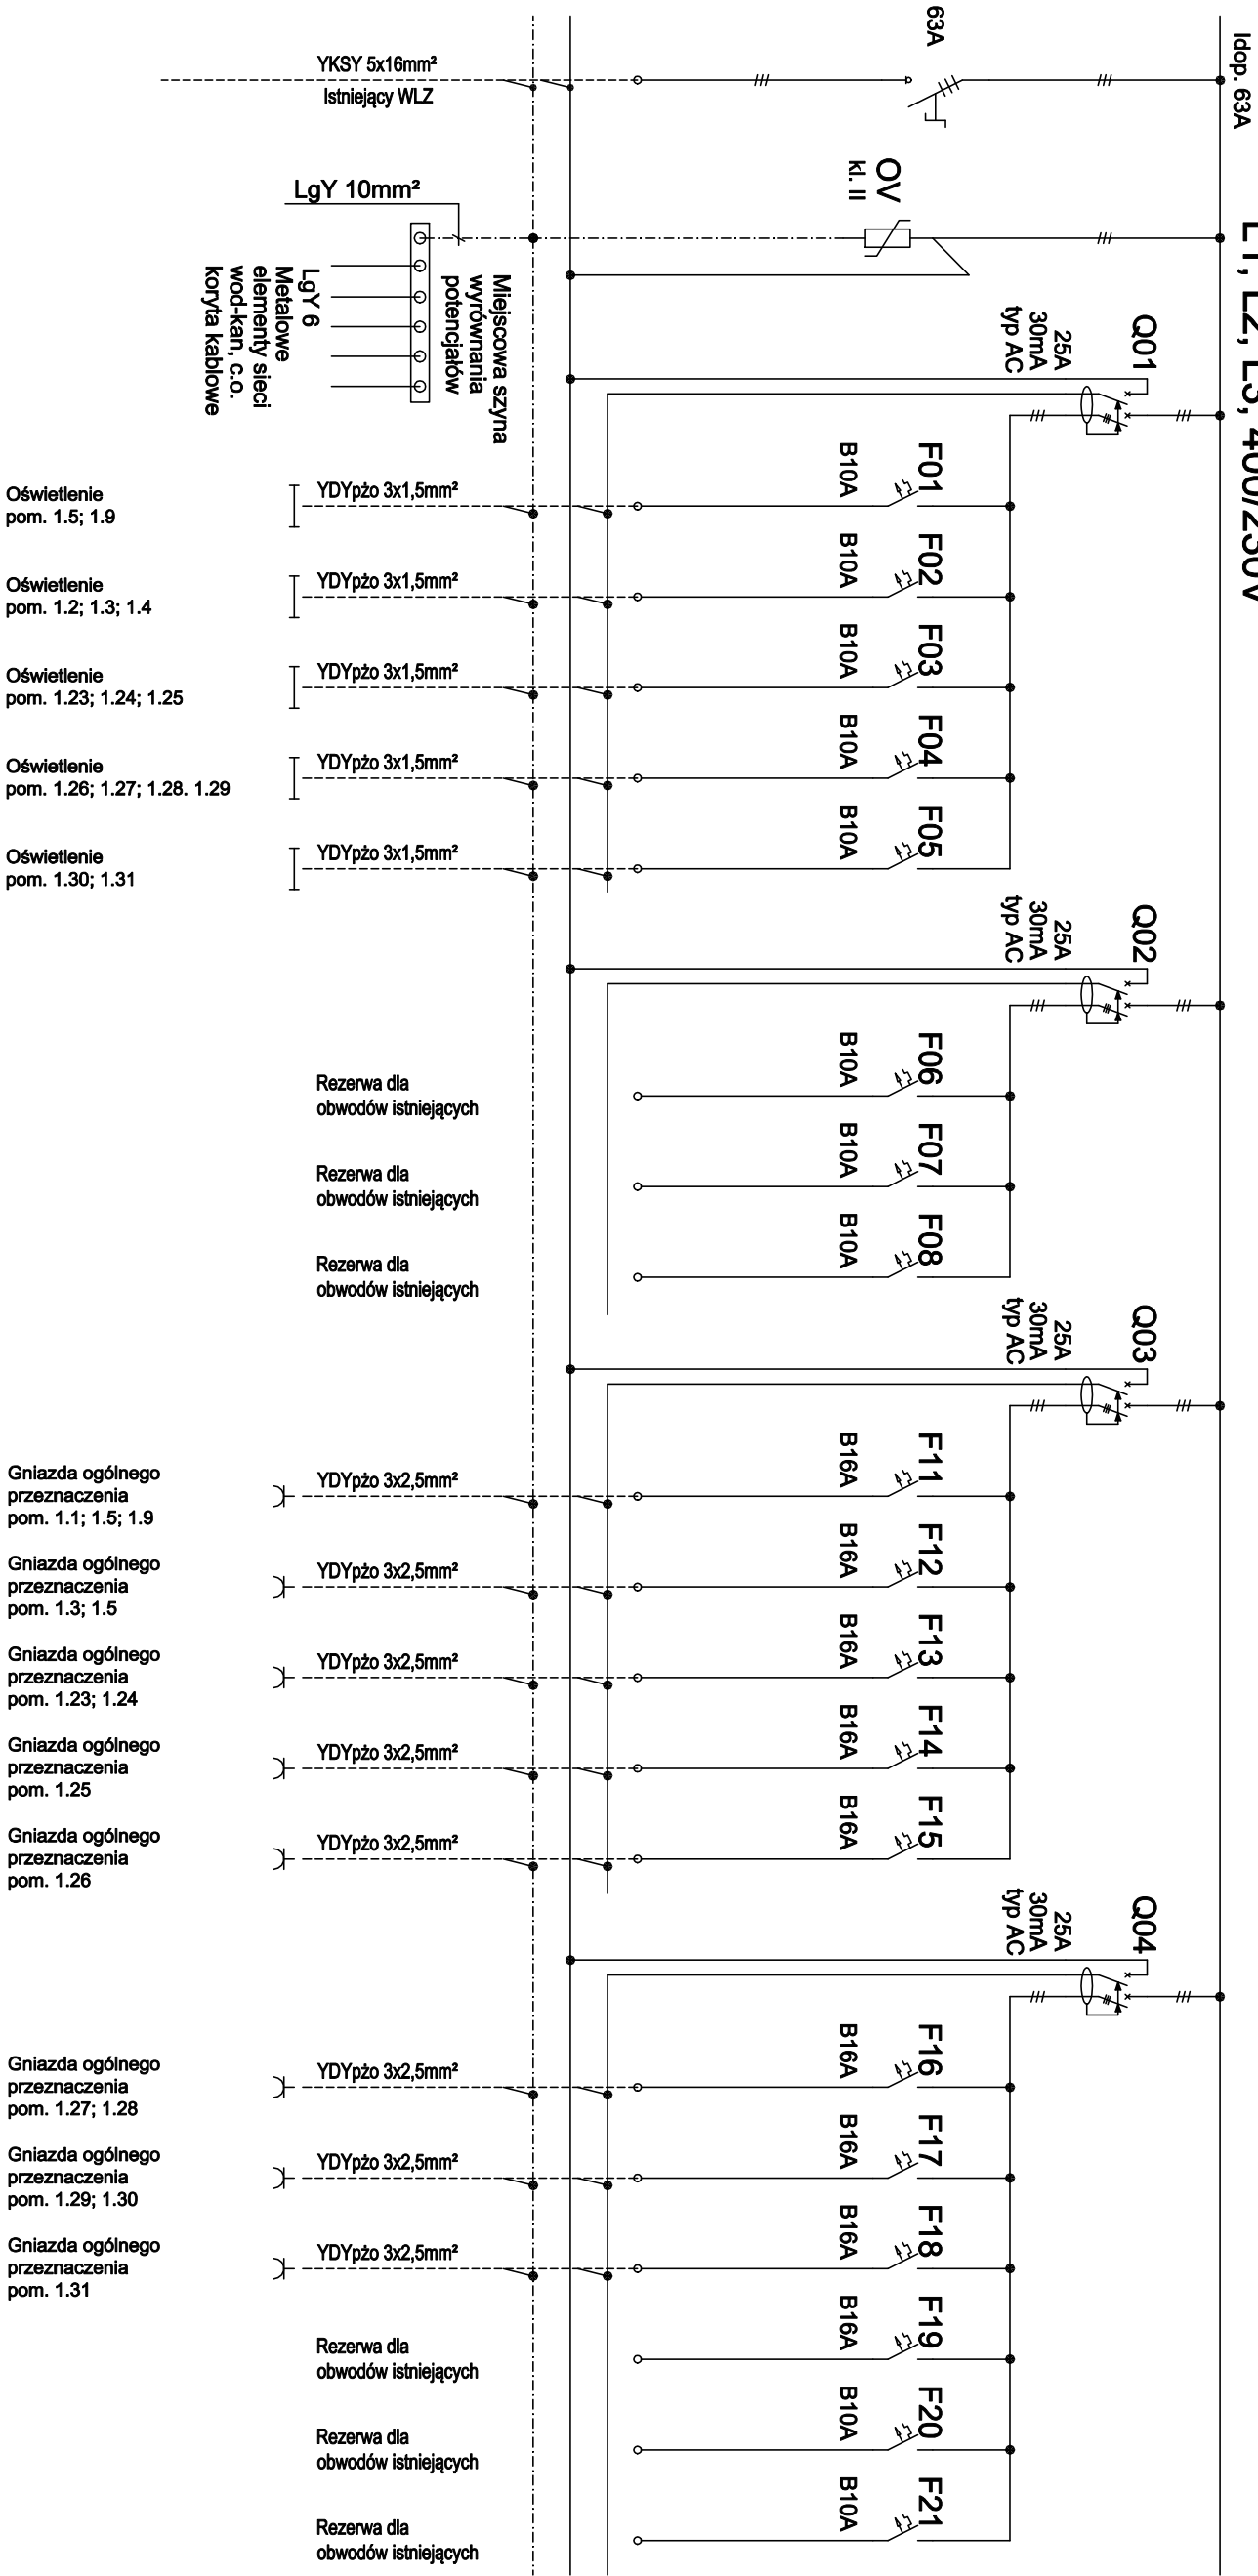 Idop. 63A
L1, L2, L3, 400/230V
63A
YKSY 5x16mm²
Istniejący WLZ
OV
kl. II
LgY 10mm²
Miejscowa szyna
wyrównania
potencjałów
LgY 6
Metalowe
elementy sieci
wod-kan, c.o.
koryta kablowe
Q01
25A
30mA
typ AC
F01
B10A
YDYpżo 3x1,5mm²
Oświetlenie
pom. 1.5; 1.9
F02
B10A
YDYpżo 3x1,5mm²
Oświetlenie
pom. 1.2; 1.3; 1.4
F03
B10A
YDYpżo 3x1,5mm²
Oświetlenie
pom. 1.23; 1.24; 1.25
F04
B10A
YDYpżo 3x1,5mm²
Oświetlenie
pom. 1.26; 1.27; 1.28. 1.29
F05
B10A
YDYpżo 3x1,5mm²
Oświetlenie
pom. 1.30; 1.31
Q02
25A
30mA
typ AC
F06
B10A
Rezerwa dla
obwodów istniejących
F07
B10A
Rezerwa dla
obwodów istniejących
F08
B10A
Rezerwa dla
obwodów istniejących
Q03
25A
30mA
typ AC
F11
B16A
YDYpżo 3x2,5mm²
Gniazda ogólnego
przeznaczenia
pom. 1.1; 1.5; 1.9
F12
B16A
YDYpżo 3x2,5mm²
Gniazda ogólnego
przeznaczenia
pom. 1.3; 1.5
F13
B16A
YDYpżo 3x2,5mm²
Gniazda ogólnego
przeznaczenia
pom. 1.23; 1.24
F14
B16A
YDYpżo 3x2,5mm²
Gniazda ogólnego
przeznaczenia
pom. 1.25
F15
B16A
YDYpżo 3x2,5mm²
Gniazda ogólnego
przeznaczenia
pom. 1.26
Q04
25A
30mA
typ AC
F16
B16A
YDYpżo 3x2,5mm²
Gniazda ogólnego
przeznaczenia
pom. 1.27; 1.28
F17
B16A
YDYpżo 3x2,5mm²
Gniazda ogólnego
przeznaczenia
pom. 1.29; 1.30
F18
B16A
YDYpżo 3x2,5mm²
Gniazda ogólnego
przeznaczenia
pom. 1.31
F19
B16A
Rezerwa dla
obwodów istniejących
F20
B10A
Rezerwa dla
obwodów istniejących
F21
B10A
Rezerwa dla
obwodów istniejących